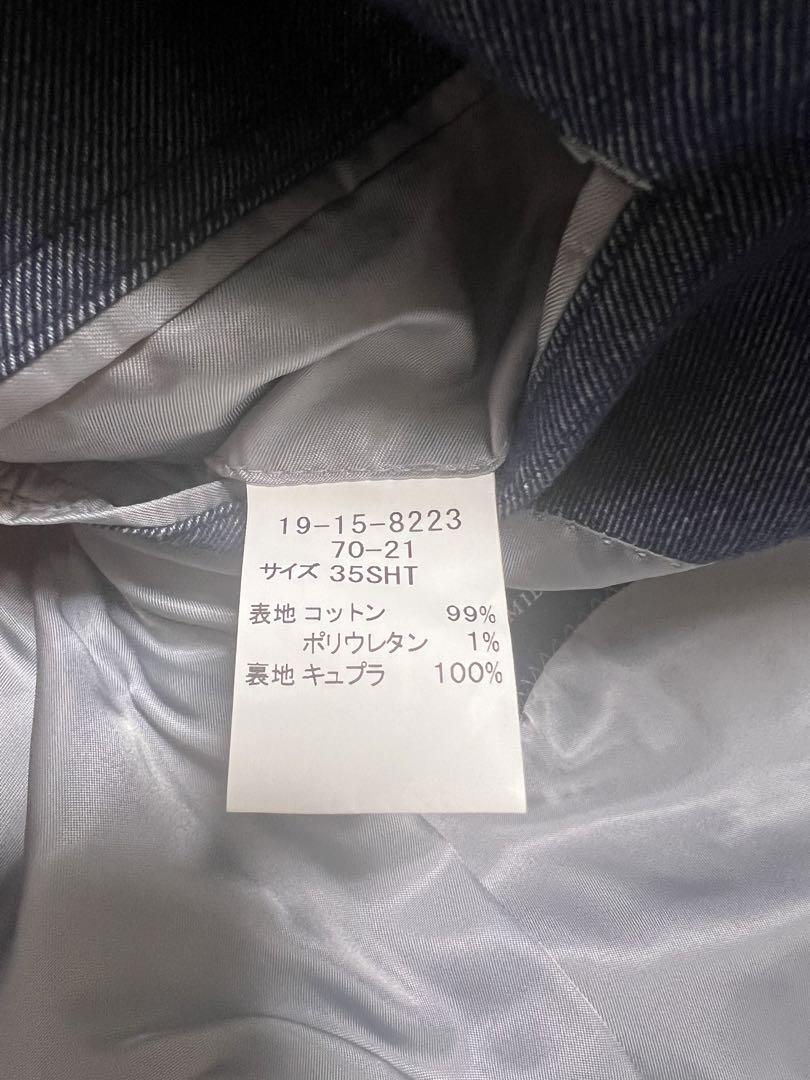 19-15-8223
70-21
サイズ 35SHT
表地 コットン 99%
ポリウレタン 1%
裏地 キュプラ 100%